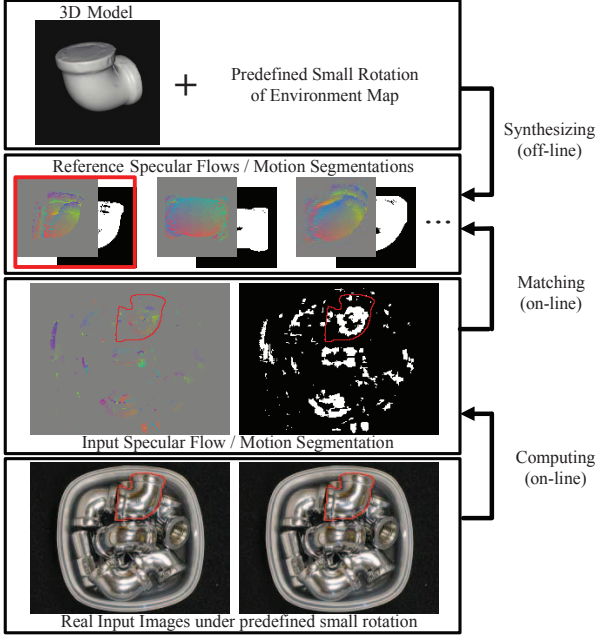 3D Model
+
Predefined Small Rotation
of Environment Map
Synthesizing
(off-line)
Reference Specular Flows / Motion Segmentations
...
Matching
(on-line)
Input Specular Flow / Motion Segmentation
Computing
(on-line)
Real Input Images under predefined small rotation